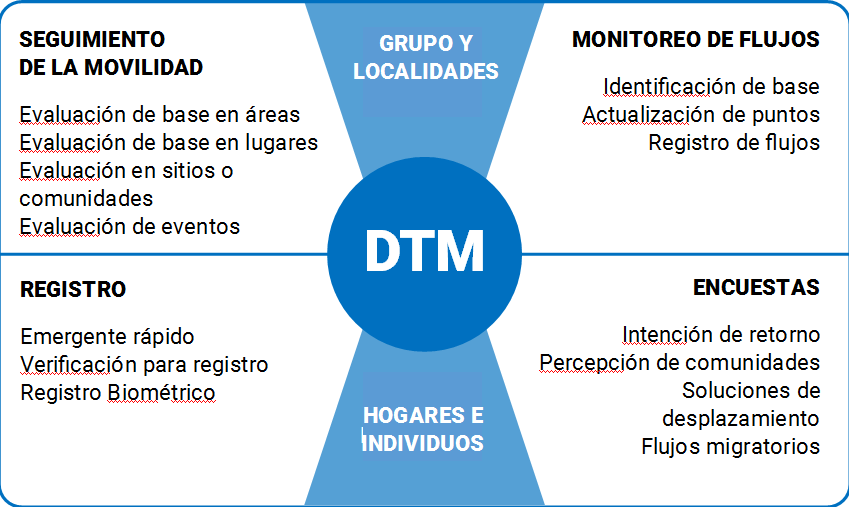 SEGUIMIENTO
DE LA MOVILIDAD
Evaluación de base en áreas
Evaluación de base en lugares
Evaluación en sitios o
comunidades
Evaluación de eventos
GRUPO Y
LOCALIDADES
MONITOREO DE FLUJOS
Identificación de base
Actualización de puntos
Registro de flujos
DTM
REGISTRO
Emergente rápido
Verificación para registro
Registro Biométrico
HOGARES E
INDIVIDUOS
ENCUESTAS
Intención de retorno
Percepción de comunidades
Soluciones de
desplazamiento
Flujos migratorios